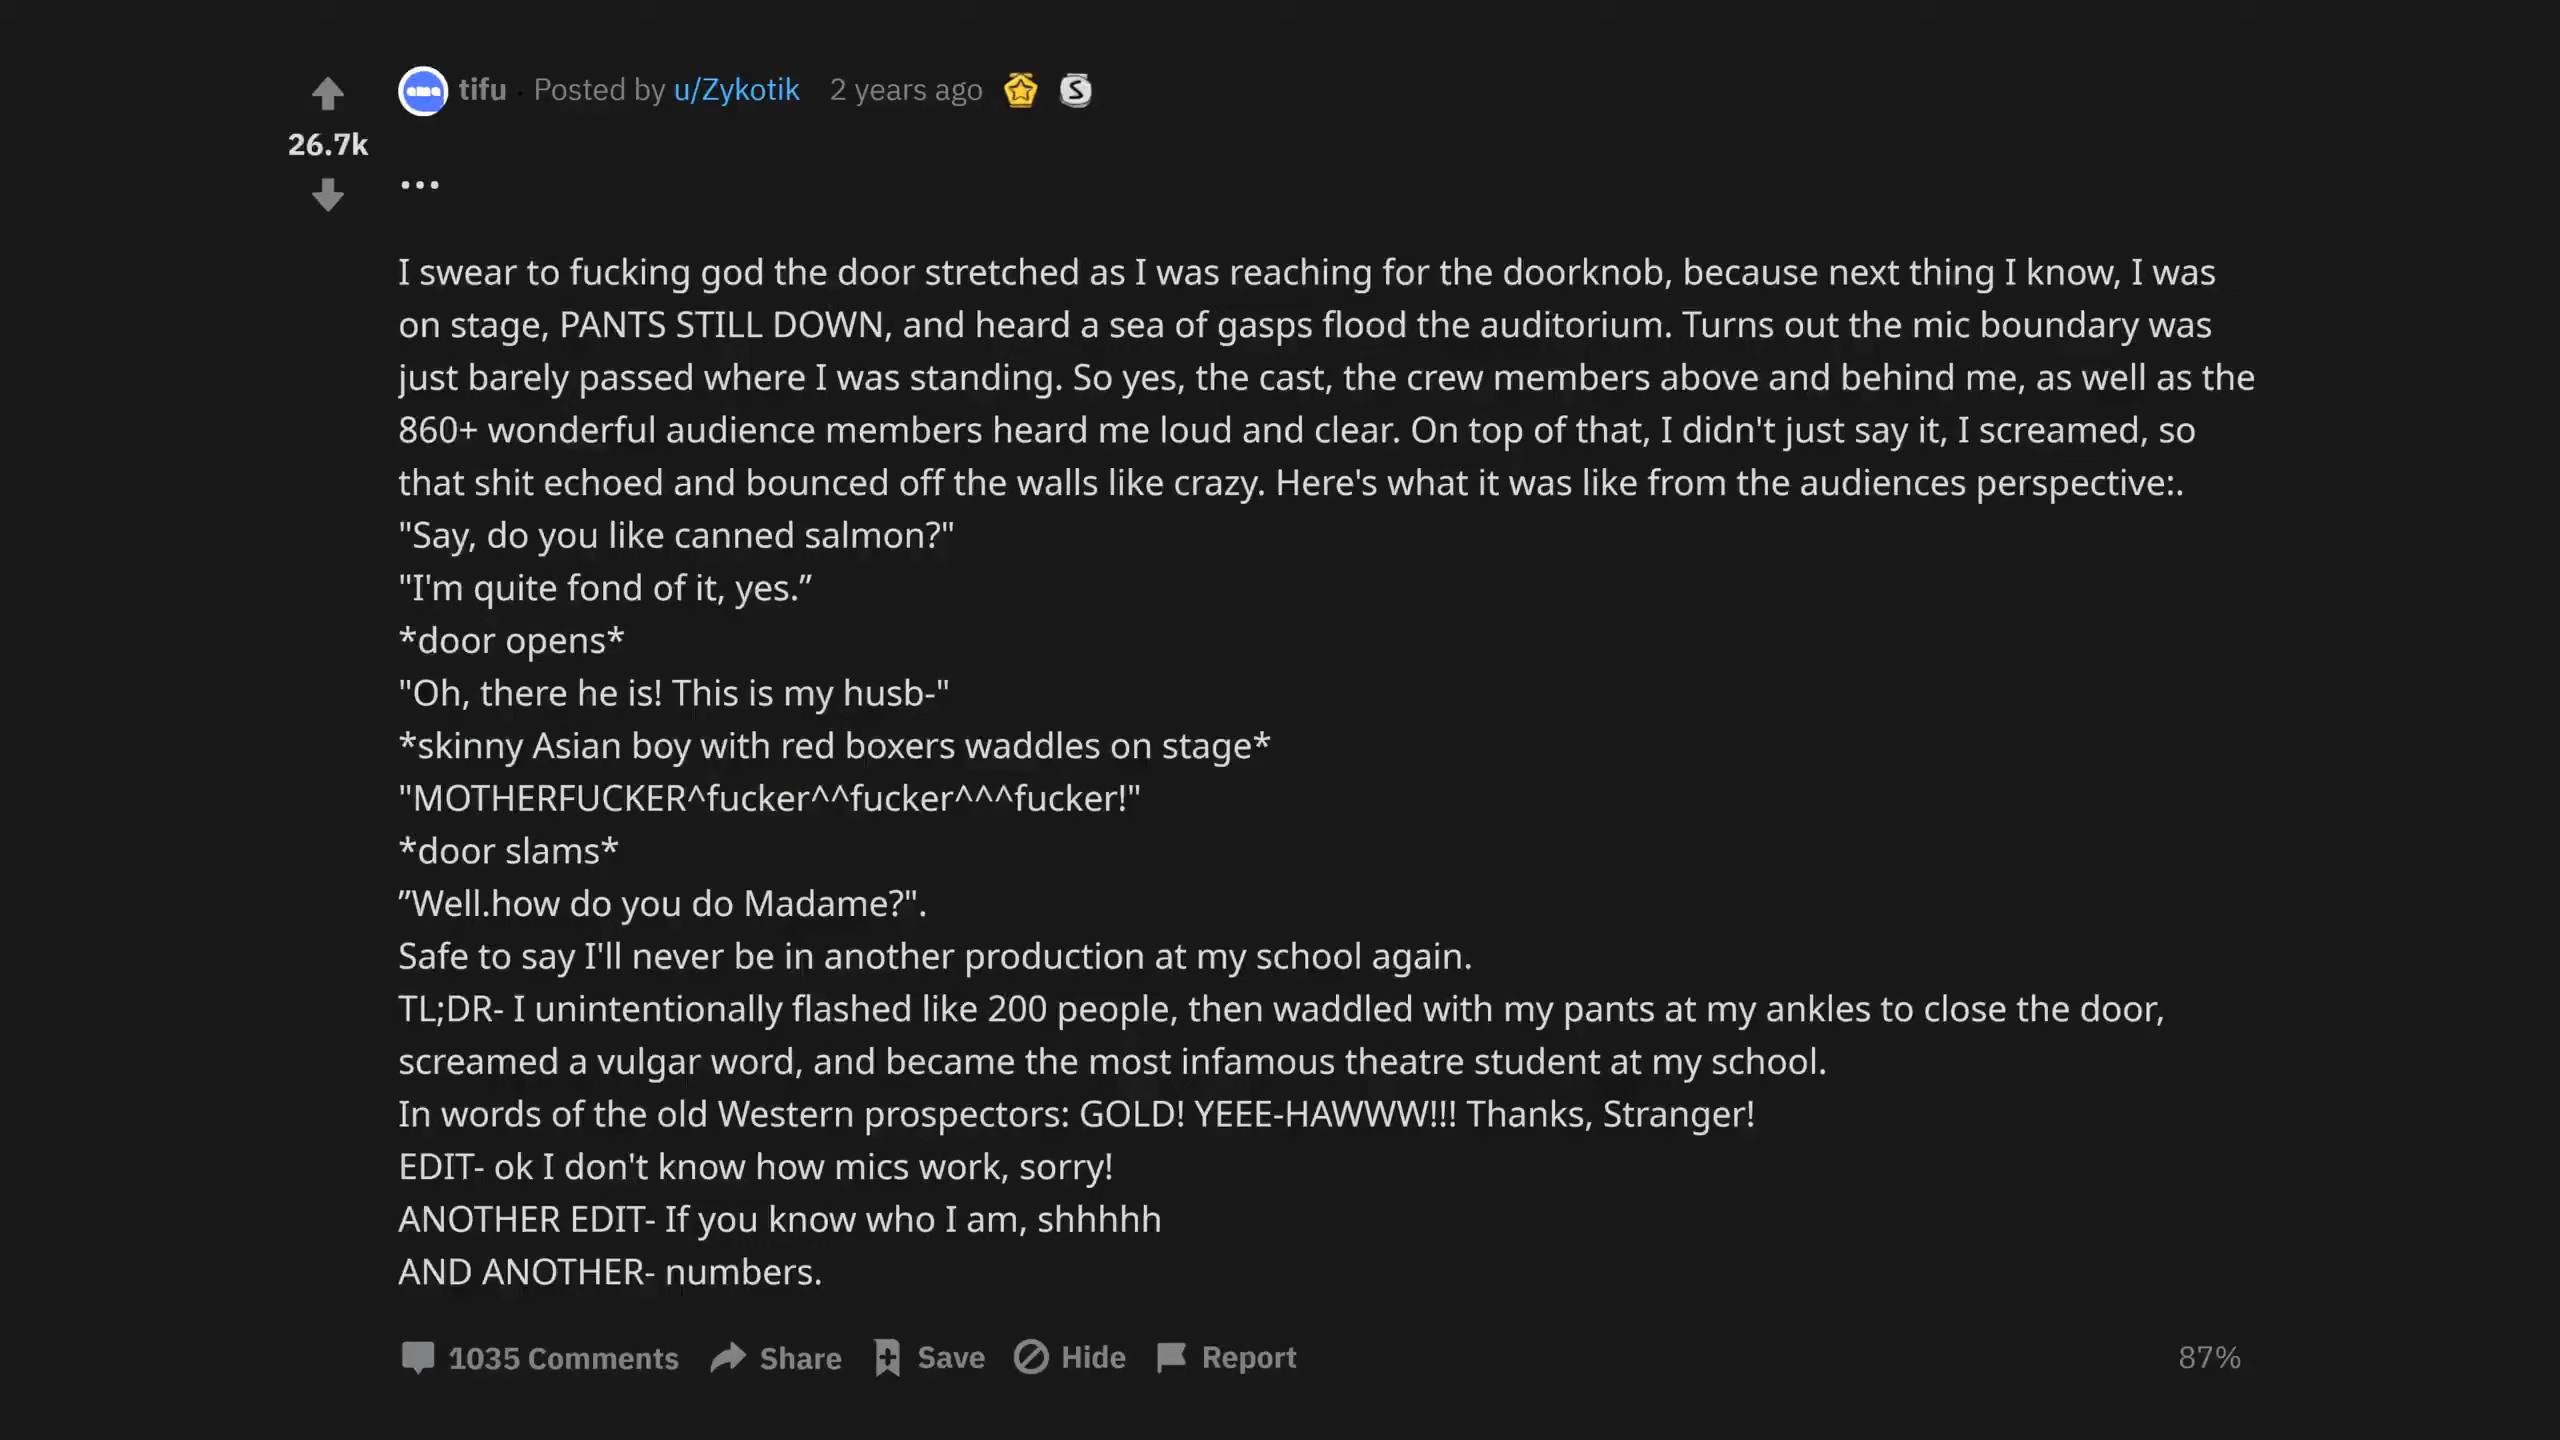 tifu · Posted by u/Zykotik 2 years ago
26.7k
...
I swear to fucking god the door stretched as I was reaching for the doorknob, because next thing I know, I was
on stage, PANTS STILL DOWN, and heard a sea of gasps flood the auditorium. Turns out the mic boundary was
just barely passed where I was standing. So yes, the cast, the crew members above and behind me, as well as the
860+ wonderful audience members heard me loud and clear. On top of that, I didn't just say it, I screamed, so
that shit echoed and bounced off the walls like crazy. Here's what it was like from the audiences perspective:.
"Say, do you like canned salmon?"
"I'm quite fond of it, yes.”
*door opens*
"Oh, there he is! This is my husb-"
*skinny Asian boy with red boxers waddles on stage*
"MOTHERFUCKER^fucker^^fucker^^^fucker!"
*door slams*
”Well.how do you do Madame?".
Safe to say I'll never be in another production at my school again.
TL;DR- I unintentionally flashed like 200 people, then waddled with my pants at my ankles to close the door,
screamed a vulgar word, and became the most infamous theatre student at my school.
In words of the old Western prospectors: GOLD! YEEE-HAWWW!!! Thanks, Stranger!
EDIT- ok I don't know how mics work, sorry!
ANOTHER EDIT- If you know who I am, shhhhh
AND ANOTHER- numbers.
1035 Comments Share Save Hide Report 87%